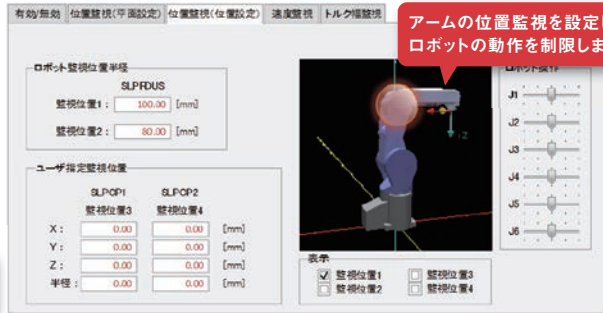 有効/無効 位置監視(平面設定) 位置監視(位置設定) 速度監視 トルク幅監視
アームの位置監視を設定
ロボットの動作を制限しま
ロボット監視位置半径
SLPRDUS
監視位置1： 100.00 [mm]
監視位置2： 80.00 [mm]
ユーザ指定監視位置
SLPCP1 SLPCP2
監視位置3 監視位置4
X： 0.00 0.00 [mm]
Y： 0.00 0.00 [mm]
Z： 0.00 0.00 [mm]
半径： 0.00 0.00 [mm]
+Z
ロボット操作
J1
J2
J3
J4
J5
J6
表示
監視位置1 監視位置3
監視位置2 監視位置4